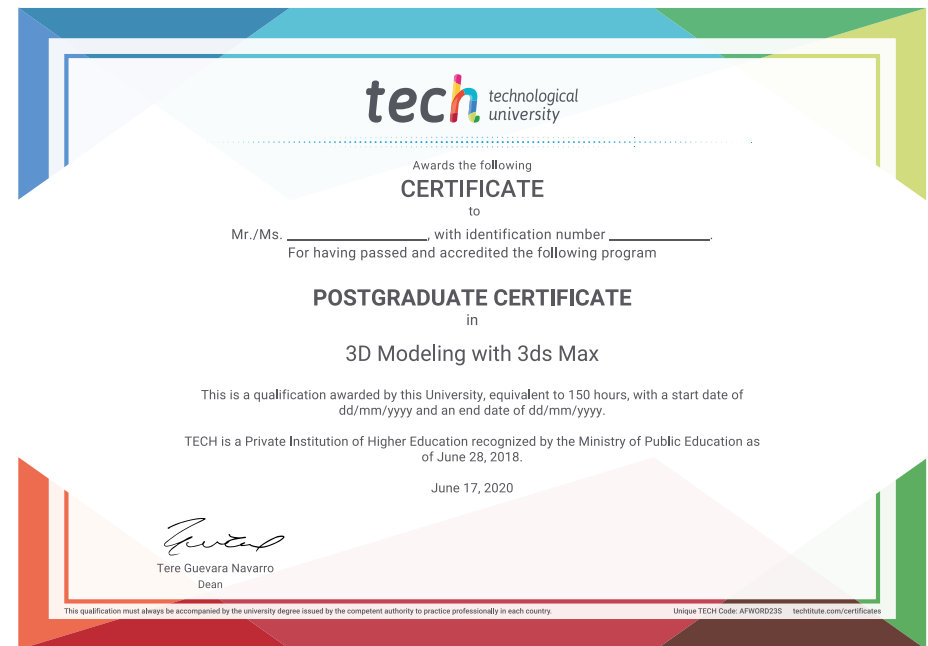 tech technological
university
Awards the following
CERTIFICATE
to
Mr./Ms. ____________________, with identification number ______________.
For having passed and accredited the following program
POSTGRADUATE CERTIFICATE
in
3D Modeling with 3ds Max
This is a qualification awarded by this University, equivalent to 150 hours, with a start date of
dd/mm/yyyy and an end date of dd/mm/yyyy.
TECH is a Private Institution of Higher Education recognized by the Ministry of Public Education as
of June 28, 2018.
June 17, 2020
Tere Guevara Navarro
Dean
This qualification must always be accompanied by the university degree issued by the competent authority to practice professionally in each country.
Unique TECH Code: AFWORD23S techtitute.com/certificates